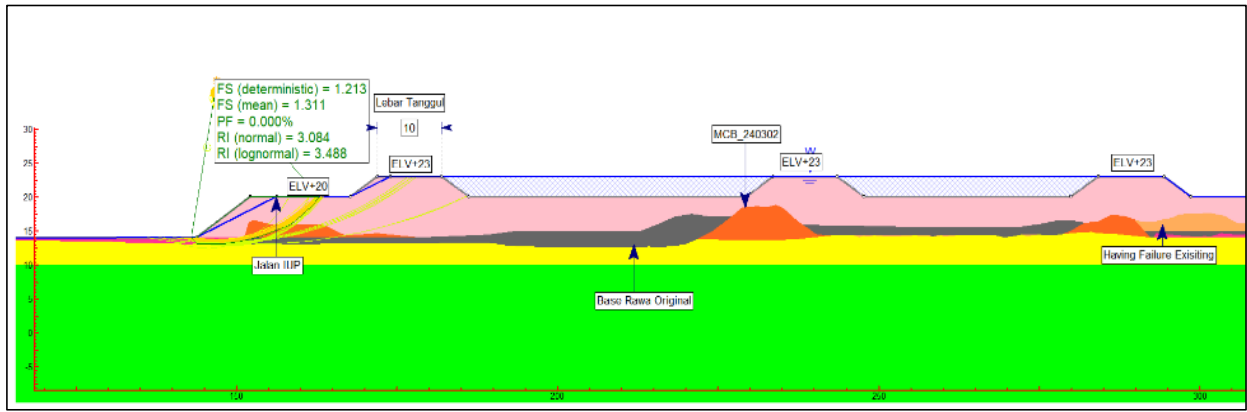 FS (deterministic) = 1.213
FS (mean) = 1.311
PF = 0.000%
RI (normal) = 3.084
RI (lognormal) = 3.488
Lebar Tanggul
10
MCB_240302
W
ELV+20
ELV+23
ELV+23
ELV+23
Jalan IUP
Base Rawa Original
Having Failure Exisiting
30
25
20
15
10
5
0
-5
150
200
250
300